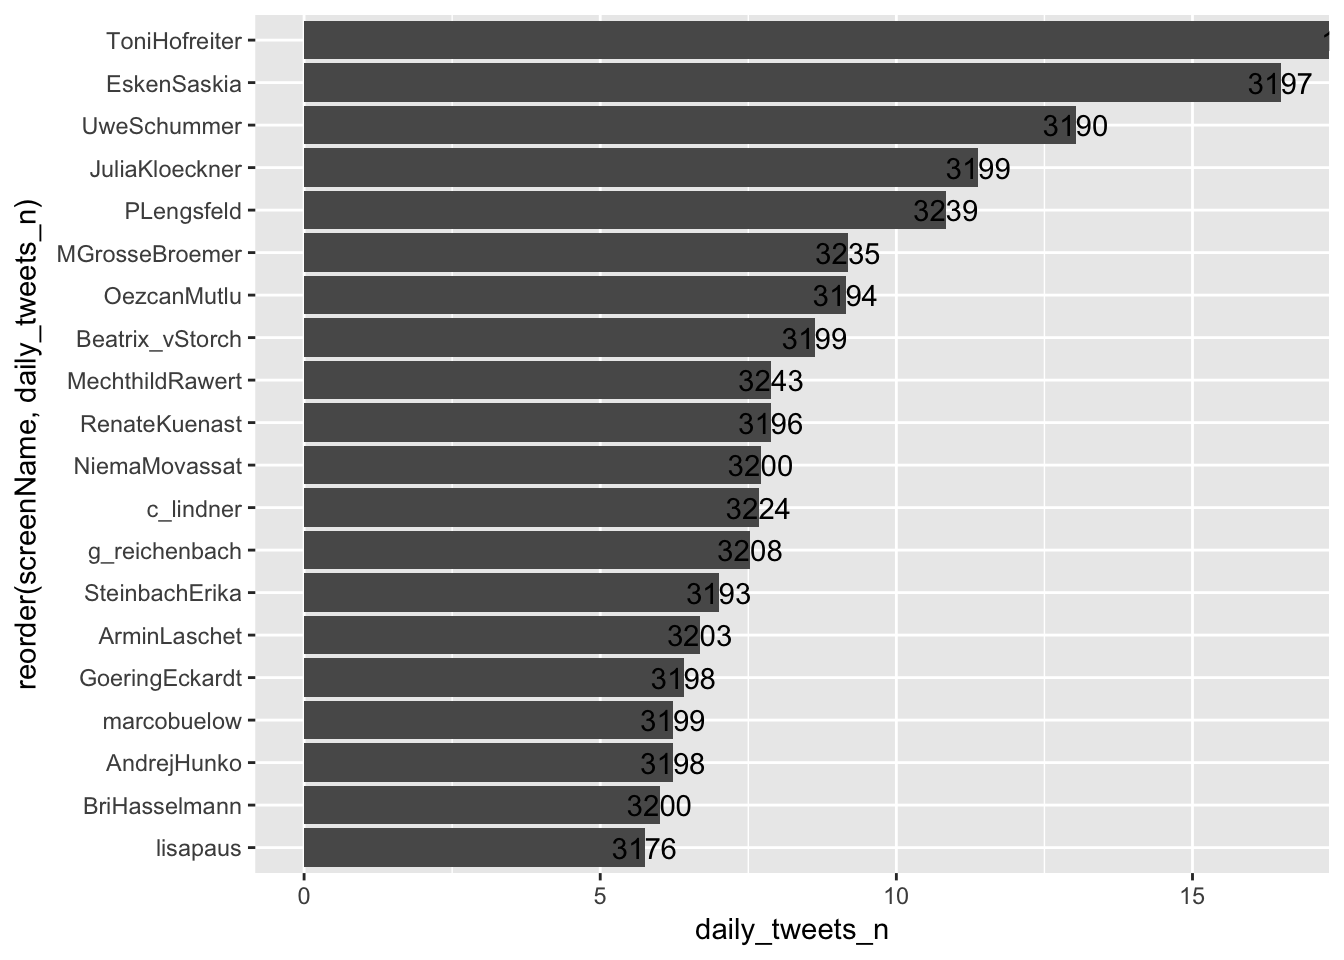 ToniHofreiter
EskenSaskia 3197
UweSchummer 3190
JuliaKloeckner 3199
PLengsfeld 3239
MGrosseBroemer 3235
OezcanMutlu 3194
Beatrix_vStorch 3199
MechthildRawert 3243
RenateKuenast 3196
NiemaMovassat 3200
c_lindner 3224
g_reichenbach 3208
SteinbachErika 3193
ArminLaschet 3203
GoeringEckardt 3198
marcobuelow 3199
AndrejHunko 3198
BriHasselmann 3200
lisapaus 3176
0 5 10 15
daily_tweets_n
reorder(screenName, daily_tweets_n)